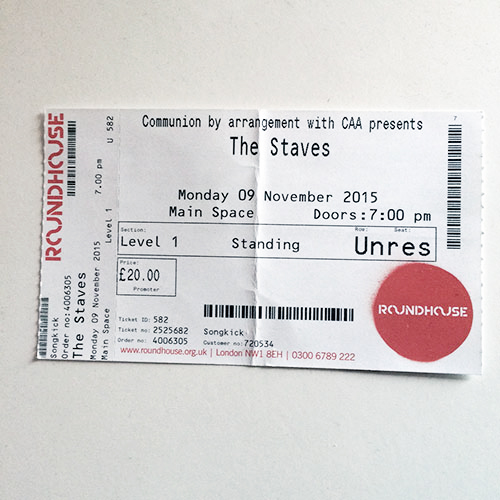 ROUNDHOUSE
Songkick
Order no:4006305
The Staves
Monday 09 November 2015
Main Space
Level 1
7.00 pm
U 582
Communion by arrangement with CAA presents
The Staves
Monday 09 November 2015
Main Space Doors:7:00 pm
Section: Row: Seat:
Level 1 Standing Unres
Price:
£20.00
Promoter
Ticket ID: 582
Ticket no: 2525682 Songkick
Order no: 4006305 Customer no:720534
www.roundhouse.org.uk | London NW1 8EH | 0300 6789 222
ROUNDHOUSE
7